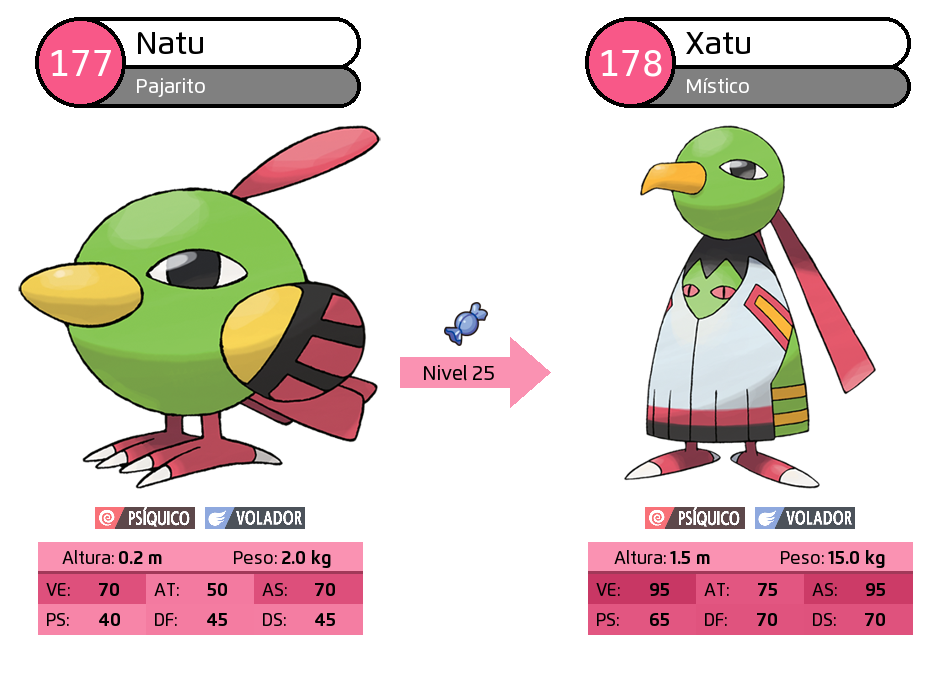 177
Natu
Pajarito
178
Xatu
Místico
Nivel 25
PSÍQUICO VOLADOR
Altura: 0.2 m Peso: 2.0 kg
VE: 70 AT: 50 AS: 70
PS: 40 DF: 45 DS: 45
PSÍQUICO VOLADOR
Altura: 1.5 m Peso: 15.0 kg
VE: 95 AT: 75 AS: 95
PS: 65 DF: 70 DS: 70